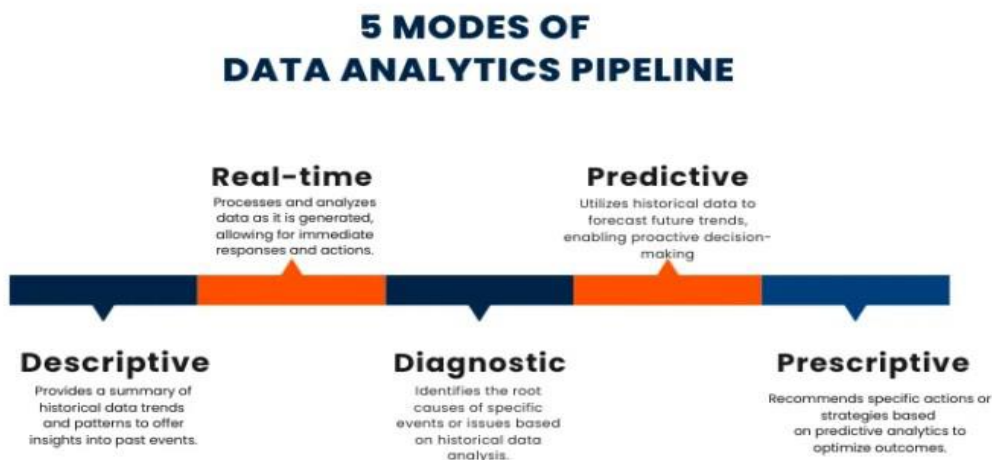 5 MODES OF
DATA ANALYTICS PIPELINE
Real-time
Processes and analyzes
data as it is generated,
allowing for immediate
responses and actions.
Predictive
Utilizes historical data to
forecast future trends,
enabling proactive decision-
making
Descriptive
Provides a summary of
historical data trends
and patterns to offer
insights into past events.
Diagnostic
Identifies the root
causes of specific
events or issues based
on historical data
analysis.
Prescriptive
Recommends specific actions or
strategies based
on predictive analytics to
optimize outcomes.